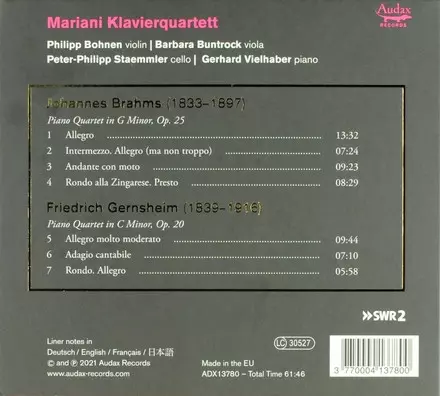 Mariani Klavierquartett
Audax
RECORDS
Philipp Bohnen violin | Barbara Buntrock viola
Peter-Philipp Staemmler cello | Gerhard Vielhaber piano
Johannes Brahms (1833–1897)
Piano Quartet in G Minor, Op. 25
1 Allegro 13:32
2 Intermezzo. Allegro (ma non troppo) 07:24
3 Andante con moto 09:23
4 Rondo alla Zingarese. Presto 08:29
Friedrich Gernsheim (1839–1916)
Piano Quartet in C Minor, Op. 20
5 Allegro molto moderato 09:44
6 Adagio cantabile 07:10
7 Rondo. Allegro 05:58
SWR2
Liner notes in
Deutsch / English / Français / 日本語
© and ℗ 2021 Audax Records
www.audax-records.com
LC 30527
Made in the EU
ADX13780 – Total Time 61:46
3 770004 137800